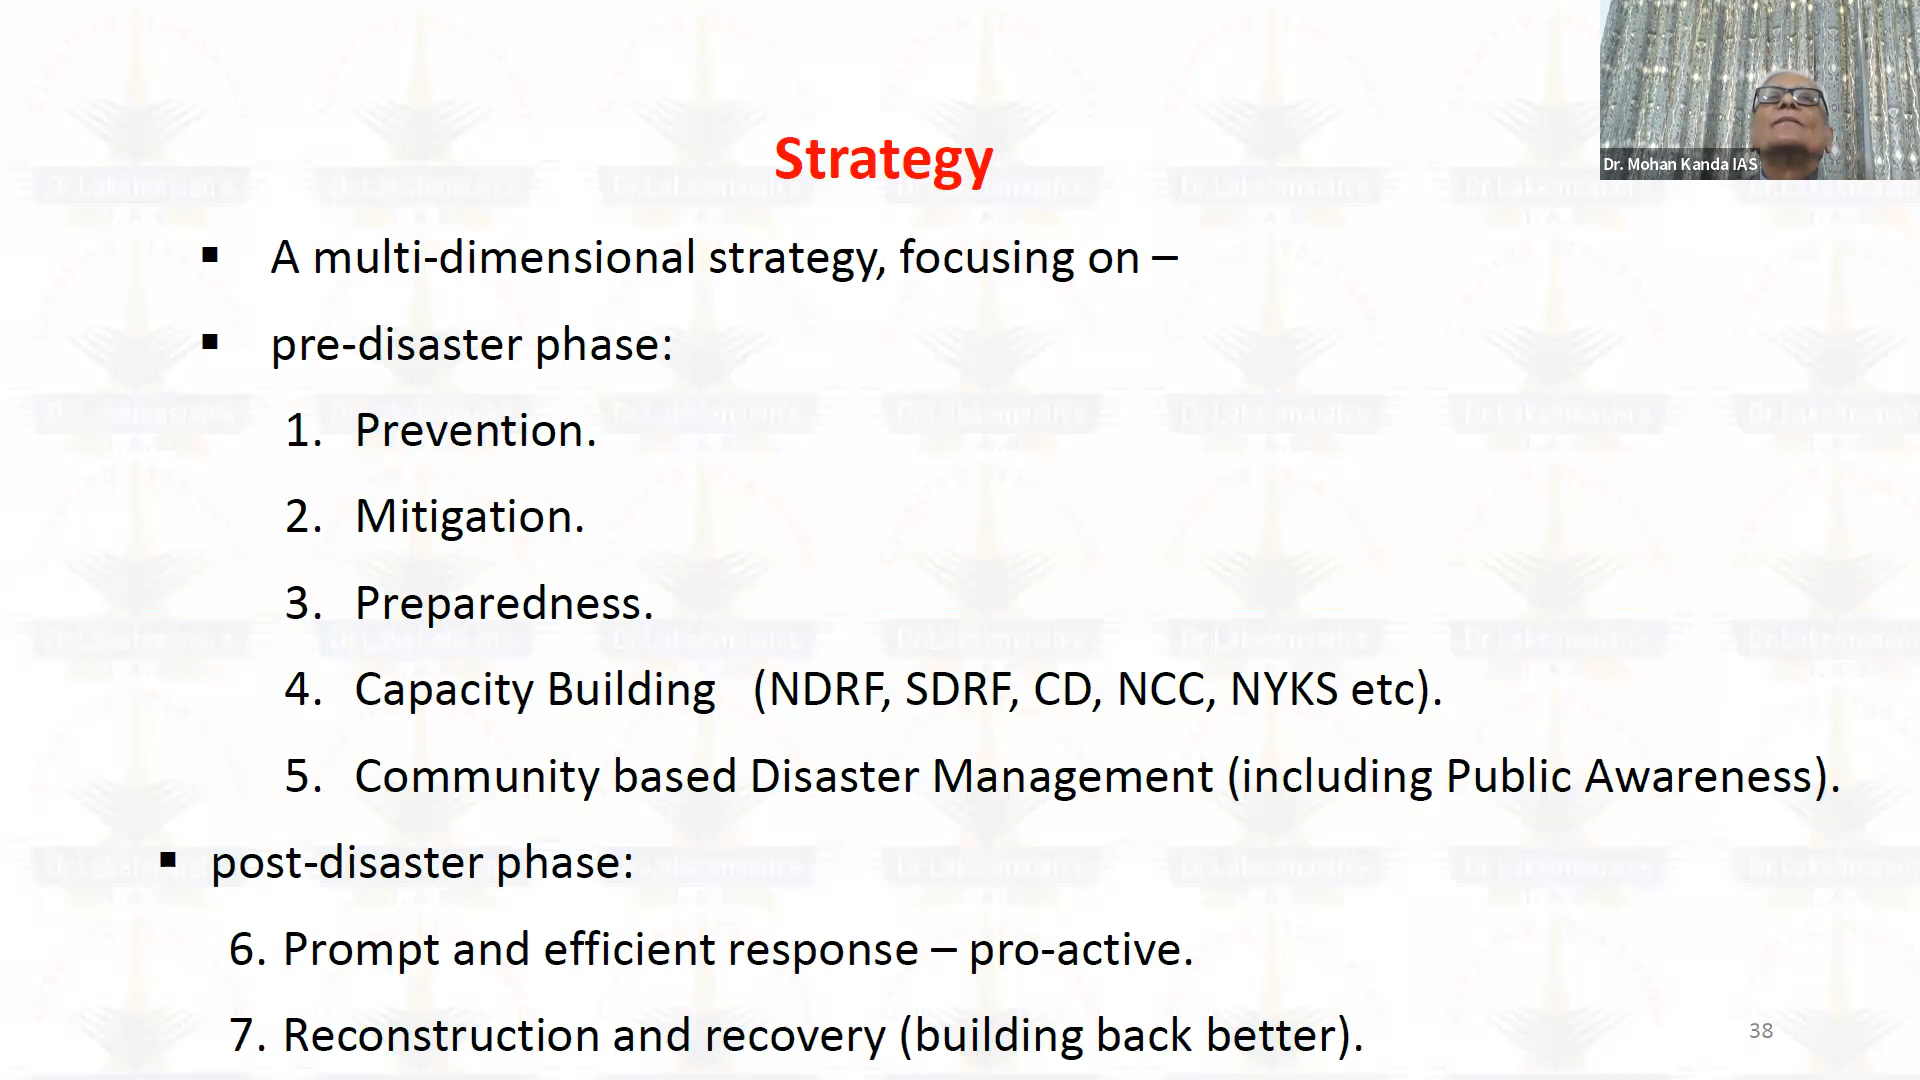 Strategy
Dr. Mohan Kanda IAS
▪ A multi-dimensional strategy, focusing on –
▪ pre-disaster phase:
1. Prevention.
2. Mitigation.
3. Preparedness.
4. Capacity Building (NDRF, SDRF, CD, NCC, NYKS etc).
5. Community based Disaster Management (including Public Awareness).
▪ post-disaster phase:
6. Prompt and efficient response – pro-active.
7. Reconstruction and recovery (building back better).
38